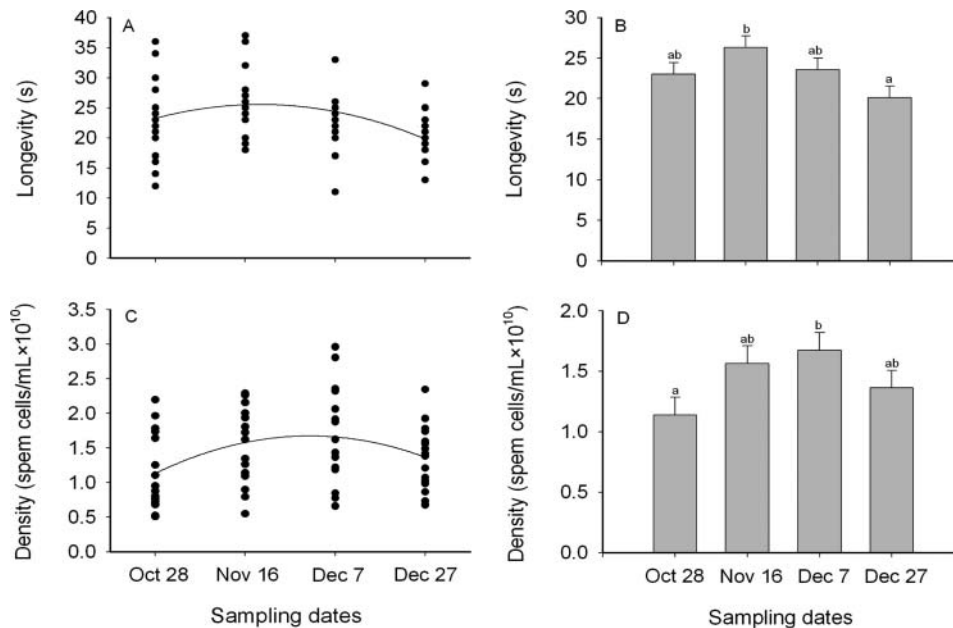 A
Longevity (s)
40
35
30
25
20
15
10
5
0
B
Longevity (s)
30
25
20
15
10
5
0
ab
b
ab
a
C
Density (spem cells/mL×10¹⁰)
3.5
3.0
2.5
2.0
1.5
1.0
0.5
0.0
Oct 28 Nov 16 Dec 7 Dec 27
Sampling dates
D
Density (spem cells/mL×10¹⁰)
2.0
1.5
1.0
0.5
0.0
a
ab
b
ab
Oct 28 Nov 16 Dec 7 Dec 27
Sampling dates